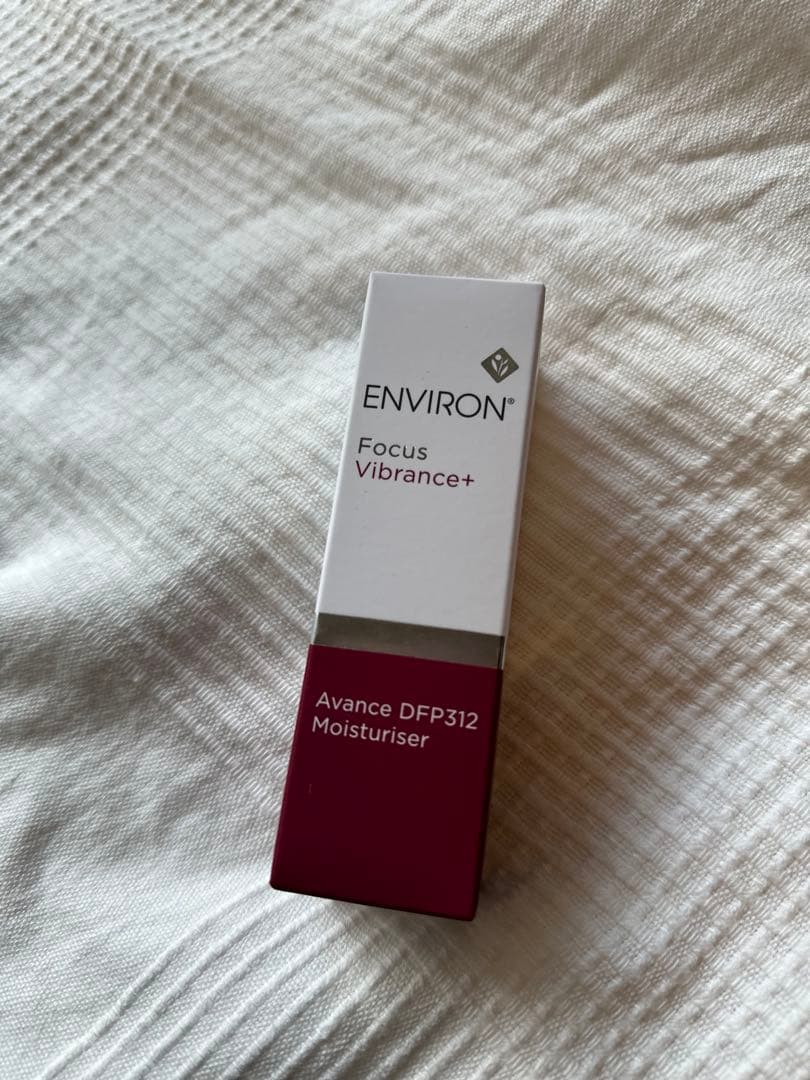 ENVIRON®
Focus
Vibrance+
Avance DFP312
Moisturiser